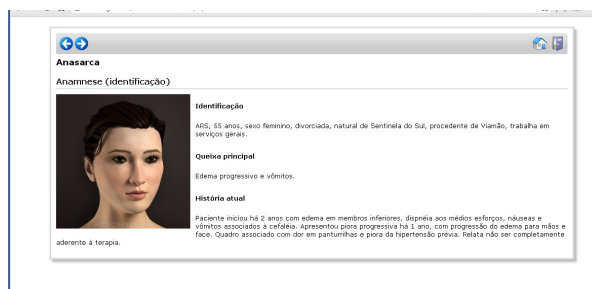 Anasarca
Anamnese (identificação)
Identificação
ARS, 55 anos, sexo feminino, divorciada, natural de Sentinela do Sul, procedente de Viamão, trabalha em
serviços gerais.
Queixa principal
Edema progressivo e vômitos.
História atual
Paciente iniciou há 2 anos com edema em membros inferiores, dispnéia aos médios esforços, náuseas e
vômitos associados à cefaléia. Apresentou piora progressiva há 1 ano, com progressão do edema para mãos e
face. Quadro associado com dor em panturrilhas e piora da hipertensão prévia. Relata não ser completamente
aderente à terapia.